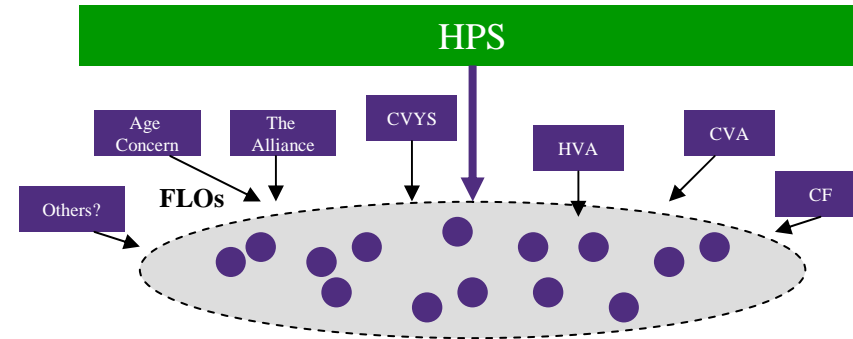 HPS
Age
Concern
The
Alliance
CVYS
HVA
CVA
CF
Others?
FLOs